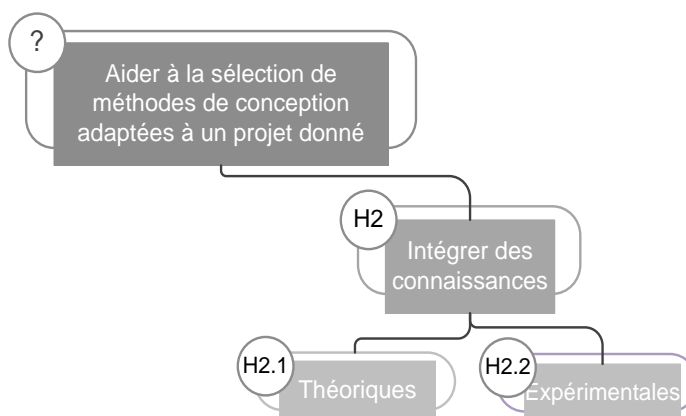 ?
Aider à la sélection de
méthodes de conception
adaptées à un projet donné
H2
Intégrer des
connaissances
H2.1
Théoriques
H2.2
Expérimentales